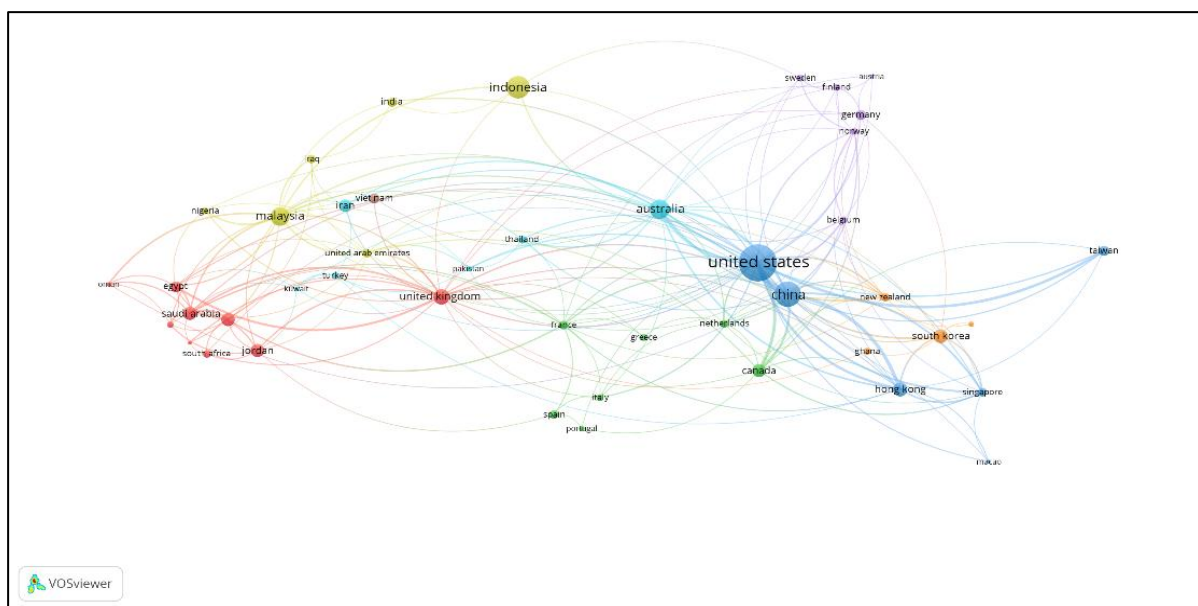 sweden
austria
finland
indonesia
india
germany
norway
iraq
viet nam
iran
nigeria
malaysia
australia
belgium
thailand
united arab emirates
taiwan
united states
pakistan
turkey
oman
egypt
kuwait
united kingdom
china
new zealand
saudi arabia
france
netherlands
greece
south korea
jordan
south africa
ghana
canada
hong kong
singapore
italy
spain
portugal
macao
VOSviewer